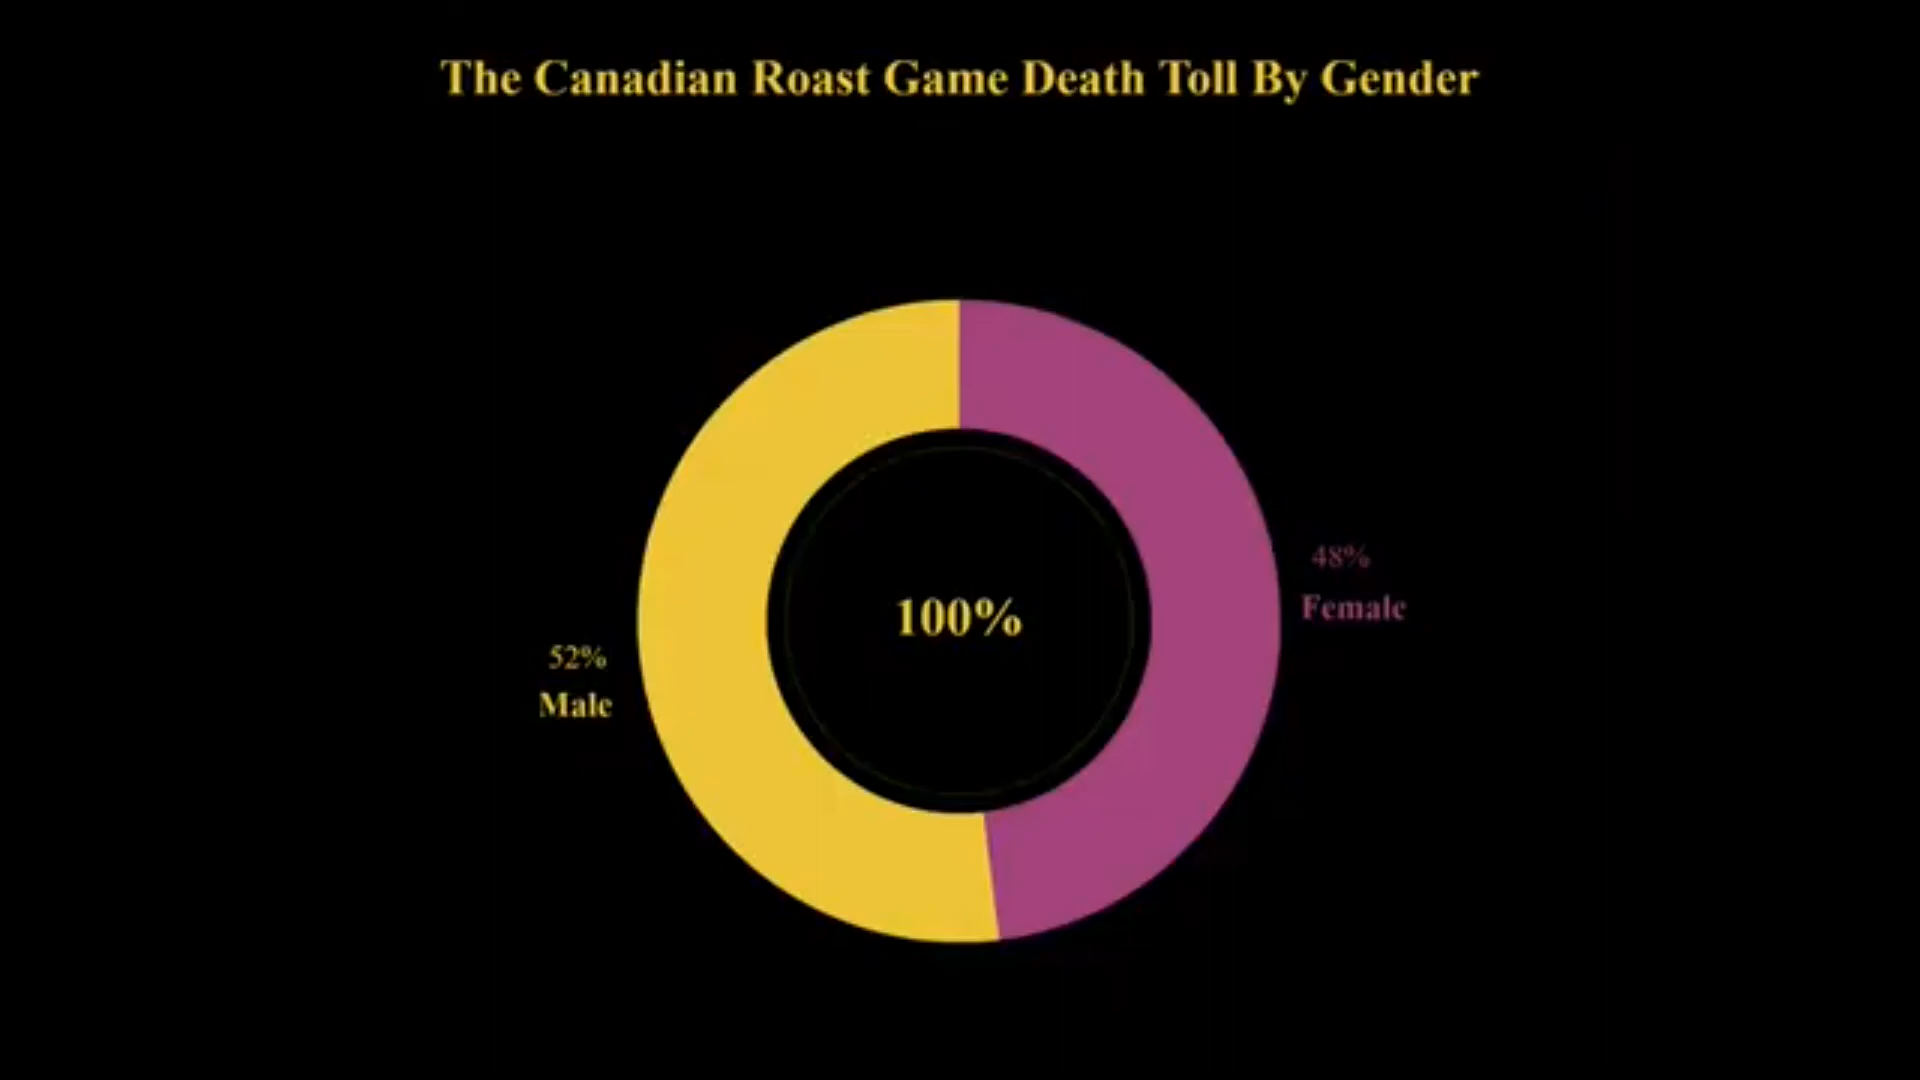 The Canadian Roast Game Death Toll By Gender
48%
Female
100%
52%
Male